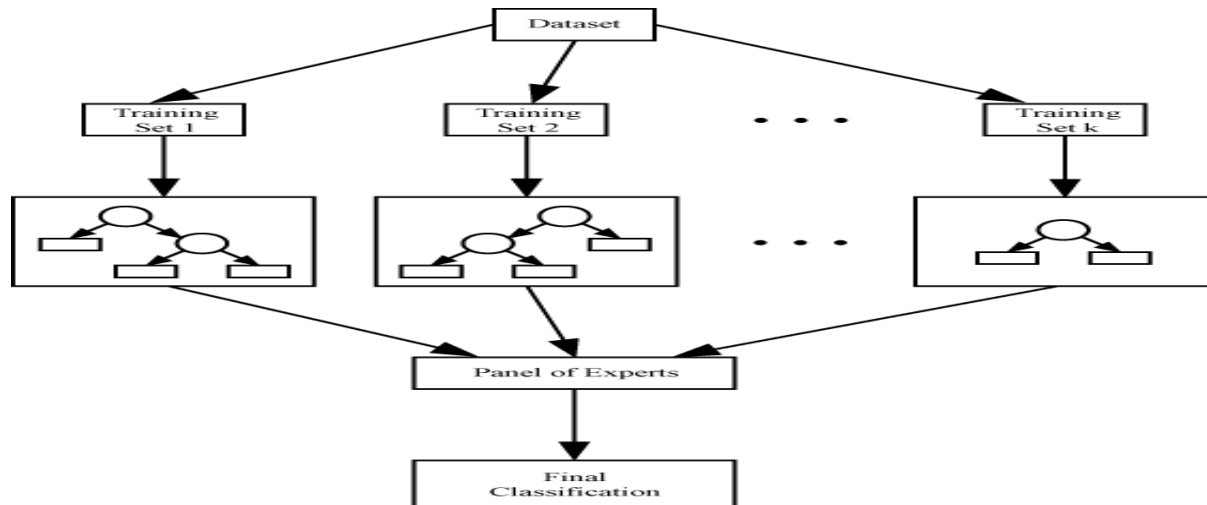 Dataset
Training
Set 1
Training
Set 2
Training
Set k
Panel of Experts
Final
Classification